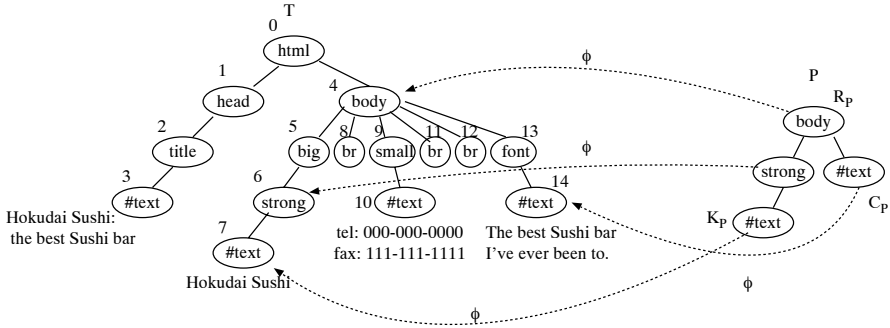 T
0
html
ϕ
P
1
head
4
body
R_P
body
2
title
5
big
8
br
9
small
11
br
12
br
13
font
ϕ
strong
#text
3
#text
6
strong
10
#text
14
#text
K_P
#text
C_P
Hokudai Sushi:
the best Sushi bar
7
#text
tel: 000-000-0000
fax: 111-111-1111
The best Sushi bar
I've ever been to.
Hokudai Sushi
ϕ
ϕ